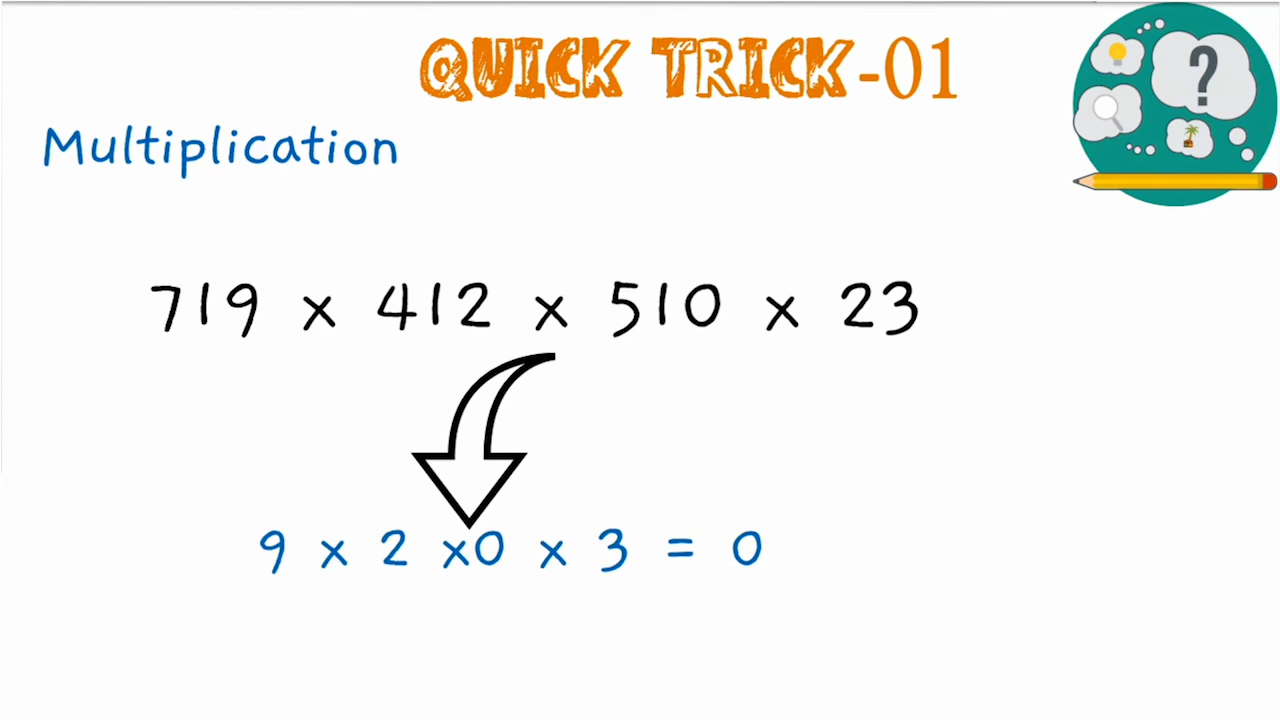 QUICK TRICK-01
Multiplication
?
719 x 412 x 510 x 23
9 x 2 x0 x 3 = 0